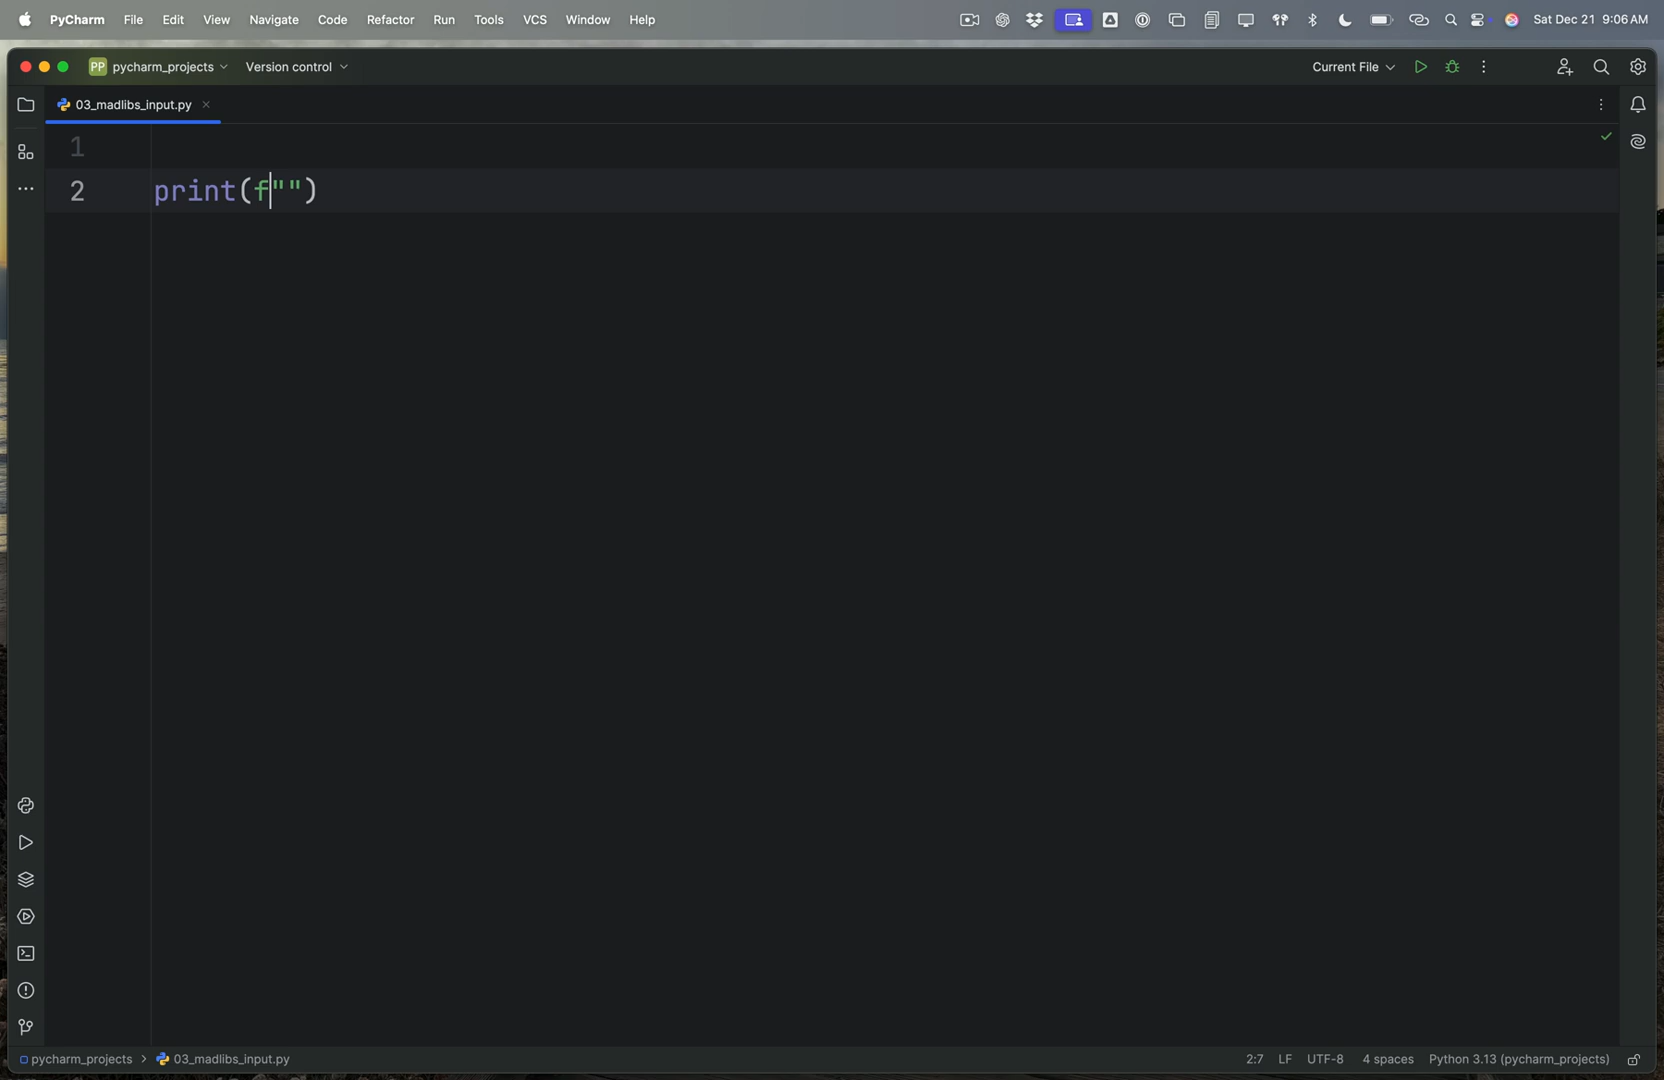 PyCharm File Edit View Navigate Code Refactor Run Tools VCS Window Help Sat Dec 21 9:06 AM
PP pycharm_projects Version control Current File
03_madlibs_input.py
1
2 print(f"")
pycharm_projects > 03_madlibs_input.py 2:7 LF UTF-8 4 spaces Python 3.13 (pycharm_projects)